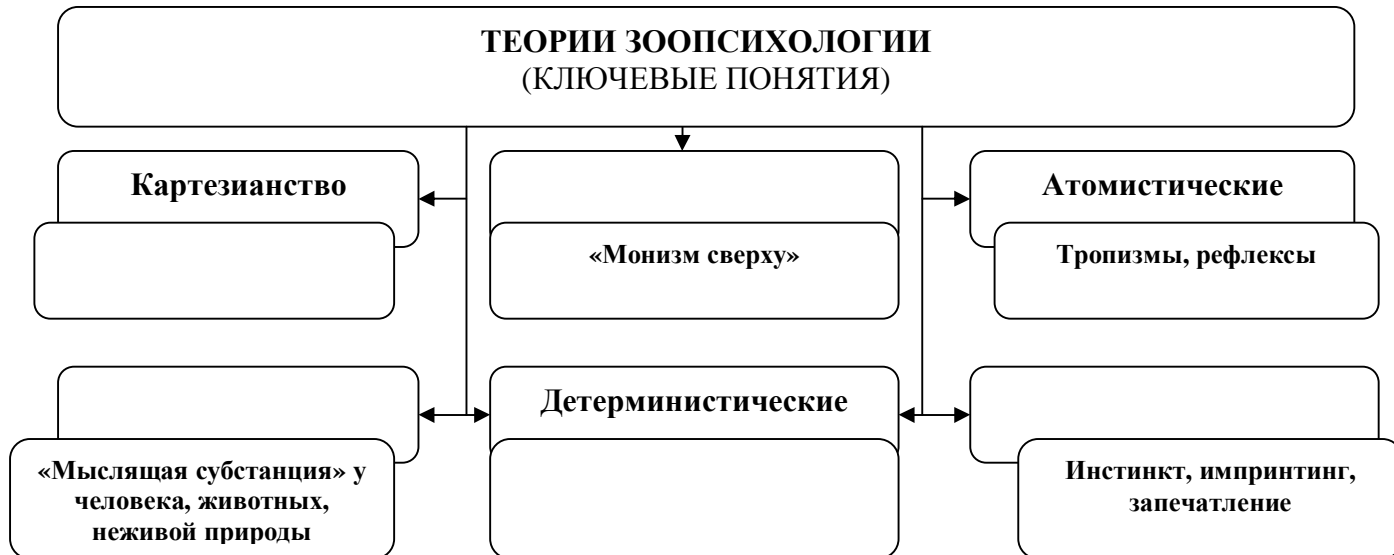 ТЕОРИИ ЗООПСИХОЛОГИИ
(КЛЮЧЕВЫЕ ПОНЯТИЯ)
Картезианство
Атомистические
«Монизм сверху»
Тропизмы, рефлексы
Детерминистические
«Мыслящая субстанция» у
человека, животных,
неживой природы
Инстинкт, импринтинг,
запечатление